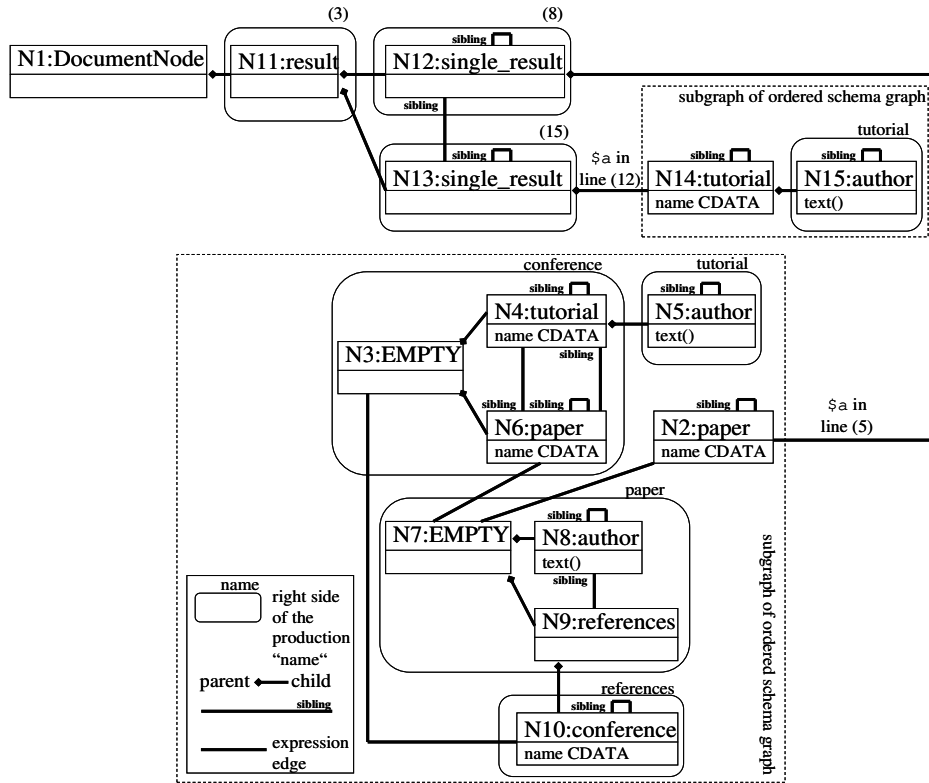 (3)
(8)
sibling
N1:DocumentNode
N11:result
N12:single_result
sibling
subgraph of ordered schema graph
(15)
tutorial
sibling
$a in
line (12)
sibling
sibling
N13:single_result
N14:tutorial
name CDATA
N15:author
text()
conference
tutorial
sibling
sibling
N4:tutorial
name CDATA
N5:author
text()
sibling
N3:EMPTY
sibling
sibling
sibling
N6:paper
name CDATA
N2:paper
name CDATA
$a in
line (5)
paper
sibling
N7:EMPTY
N8:author
text()
sibling
N9:references
subgraph of ordered schema graph
references
sibling
N10:conference
name CDATA
name
right side
of the
production
“name“
parent
child
sibling
expression
edge